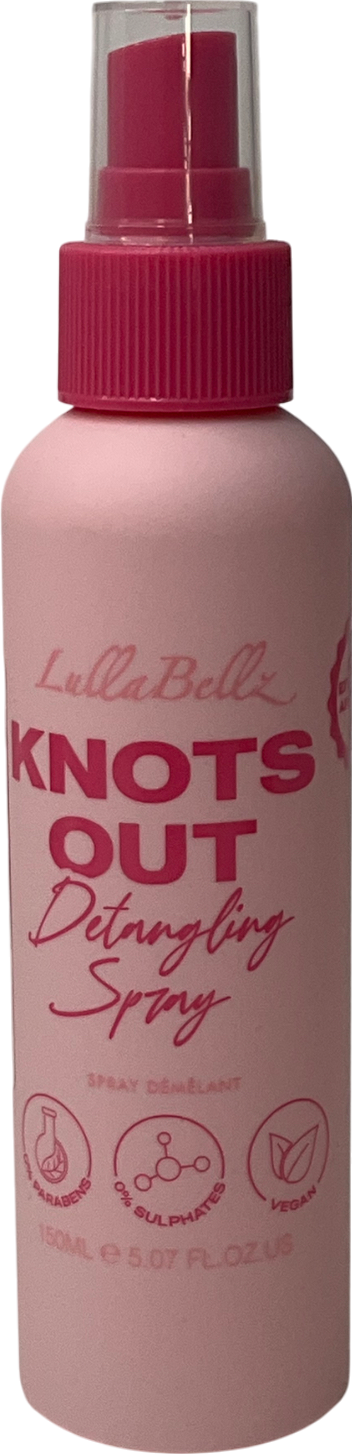 LullaBellz
KNOTS
OUT
Detangling
Spray
SPRAY DÉMÊLANT
0% PARABENS
0% SULPHATES
VEGAN
150ML e 5.07 FL.OZ.US